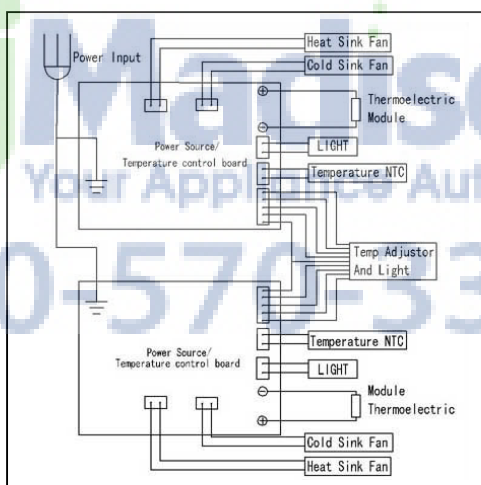 Power Input
Heat Sink Fan
Cold Sink Fan
Thermoelectric
Module
Power Source/
Temperature control board
LIGHT
Temperature NTC
Your Appliance Aut
Temp Adjustor
And Light
0-570-33
Power Source/
Temperature control board
Temperature NTC
LIGHT
Module
Thermoelectric
Cold Sink Fan
Heat Sink Fan